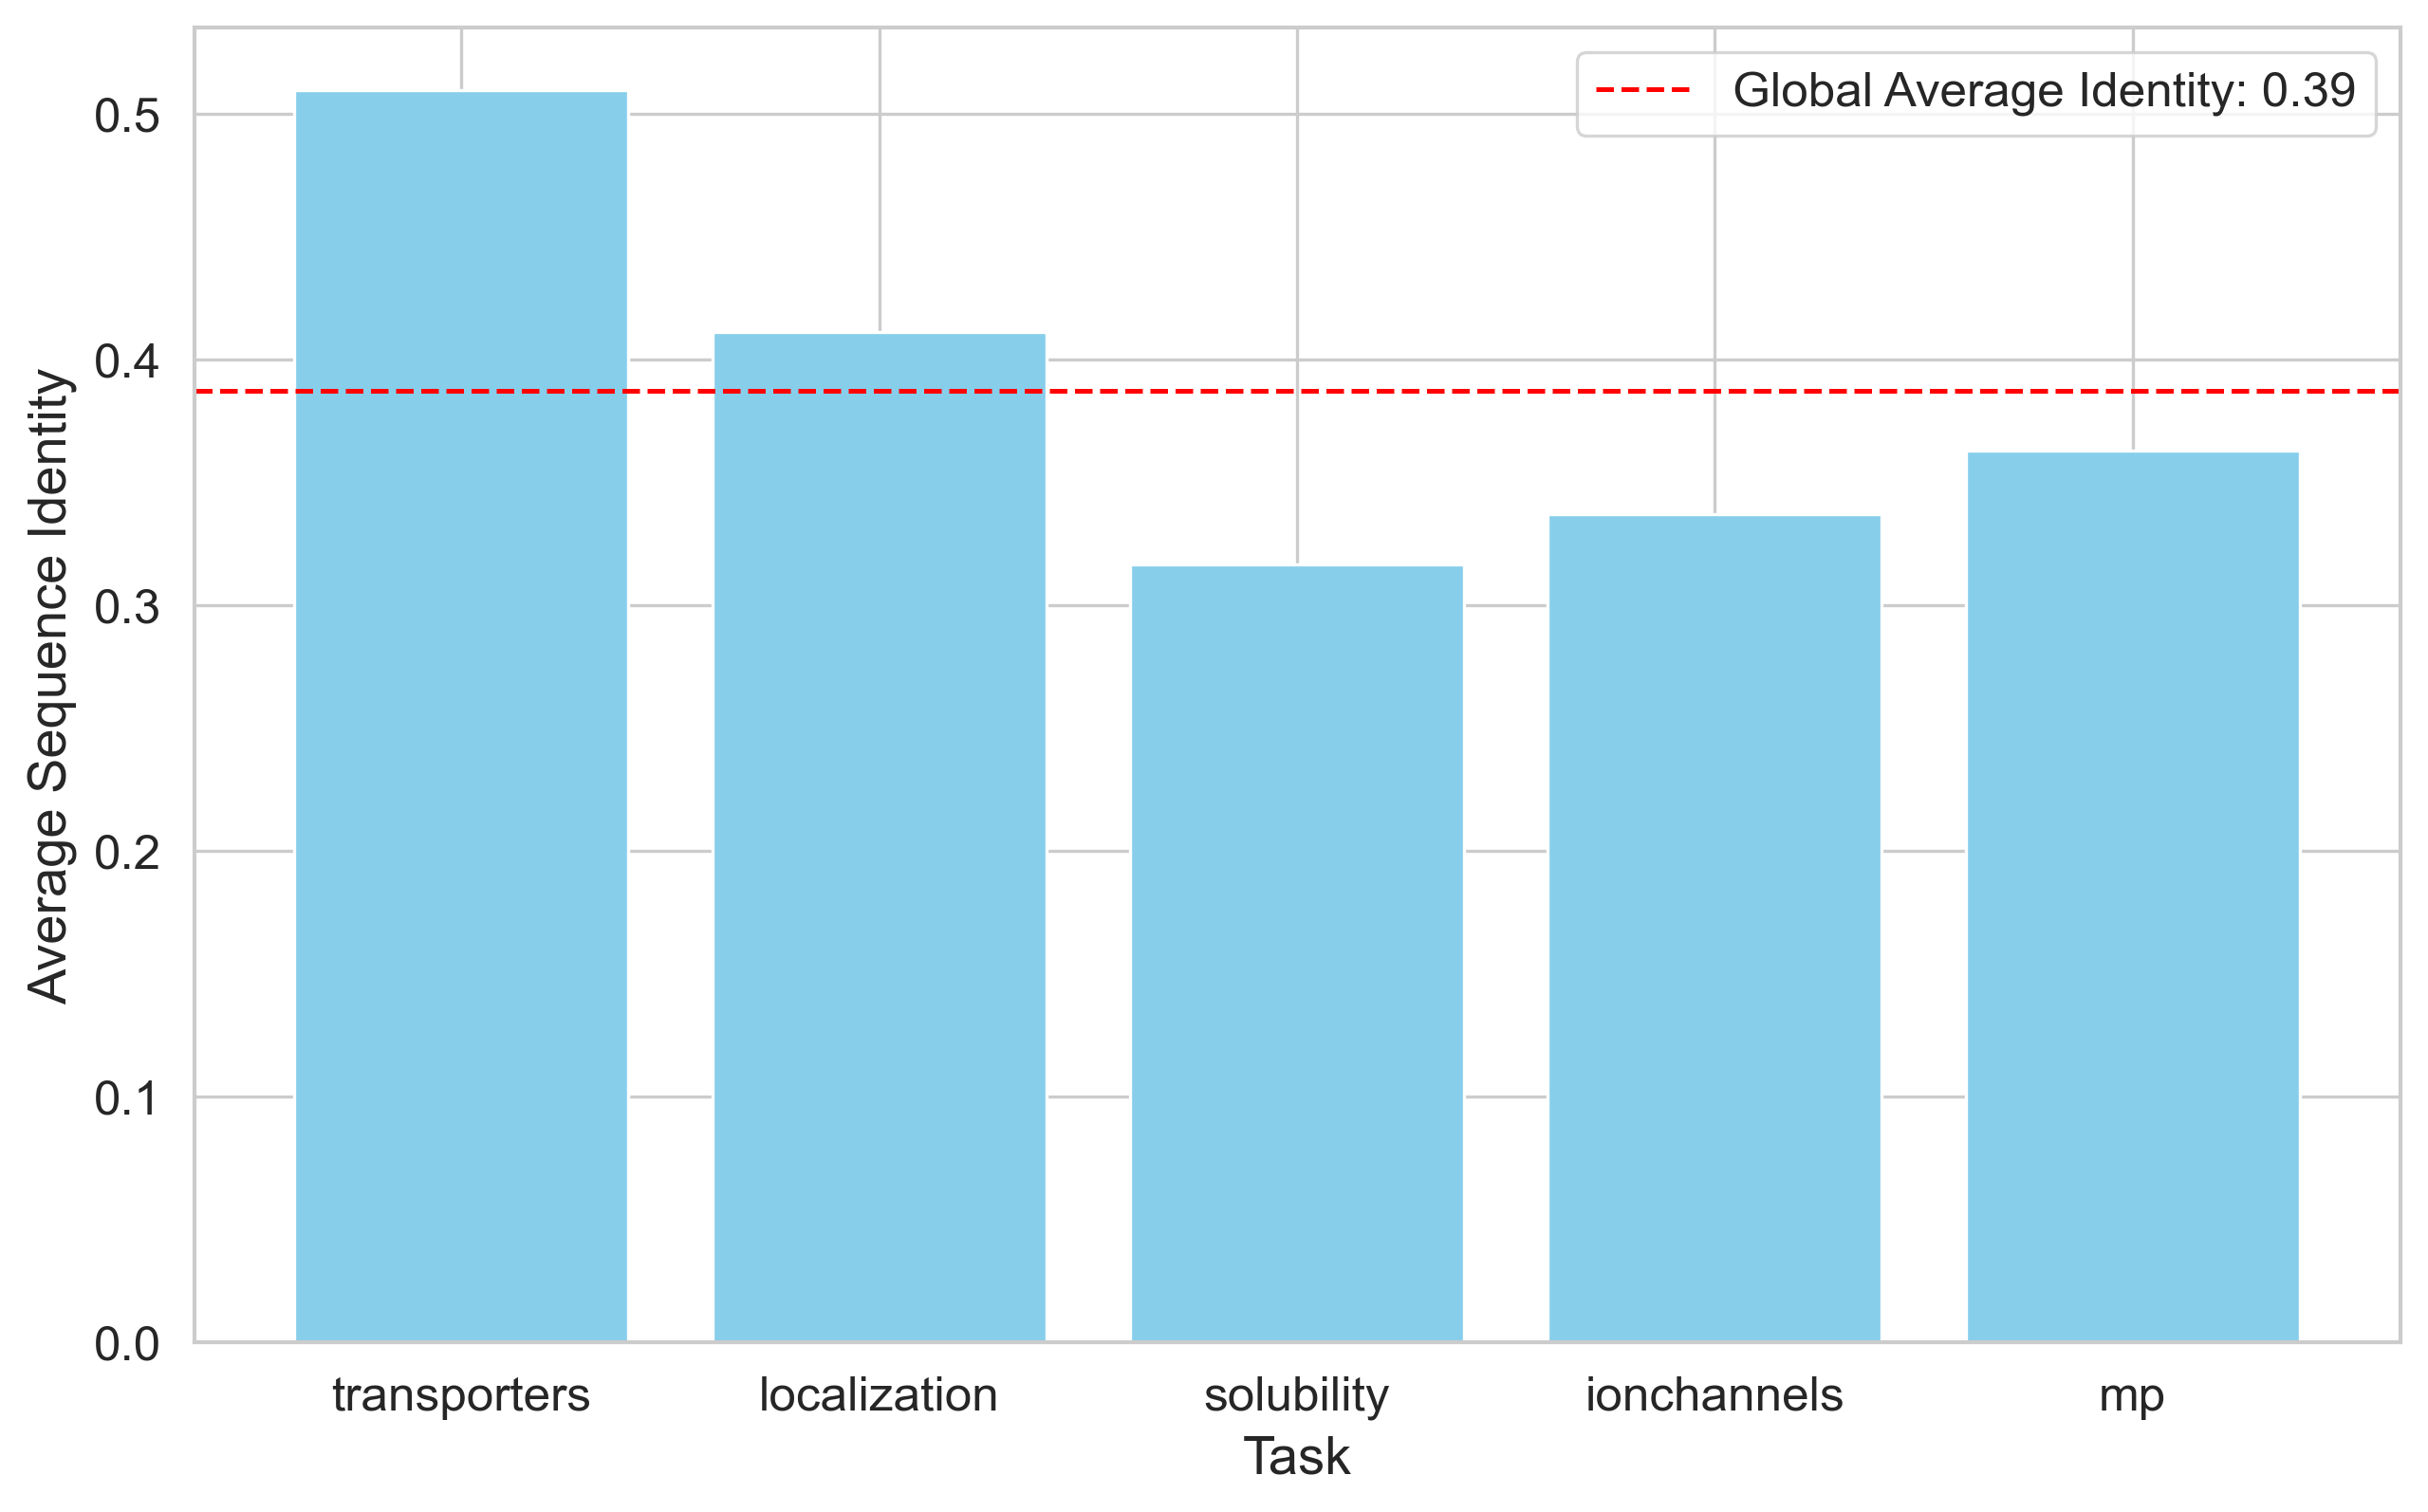 Global Average Identity: 0.39
0.5
0.4
0.3
0.2
0.1
0.0
Average Sequence Identity
transporters localization solubility ionchannels mp
Task